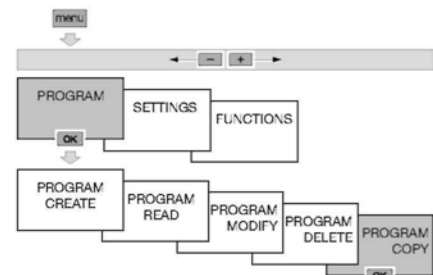 menu
− +
PROGRAM
SETTINGS
FUNCTIONS
OK
PROGRAM
CREATE
PROGRAM
READ
PROGRAM
MODIFY
PROGRAM
DELETE
PROGRAM
COPY
OK